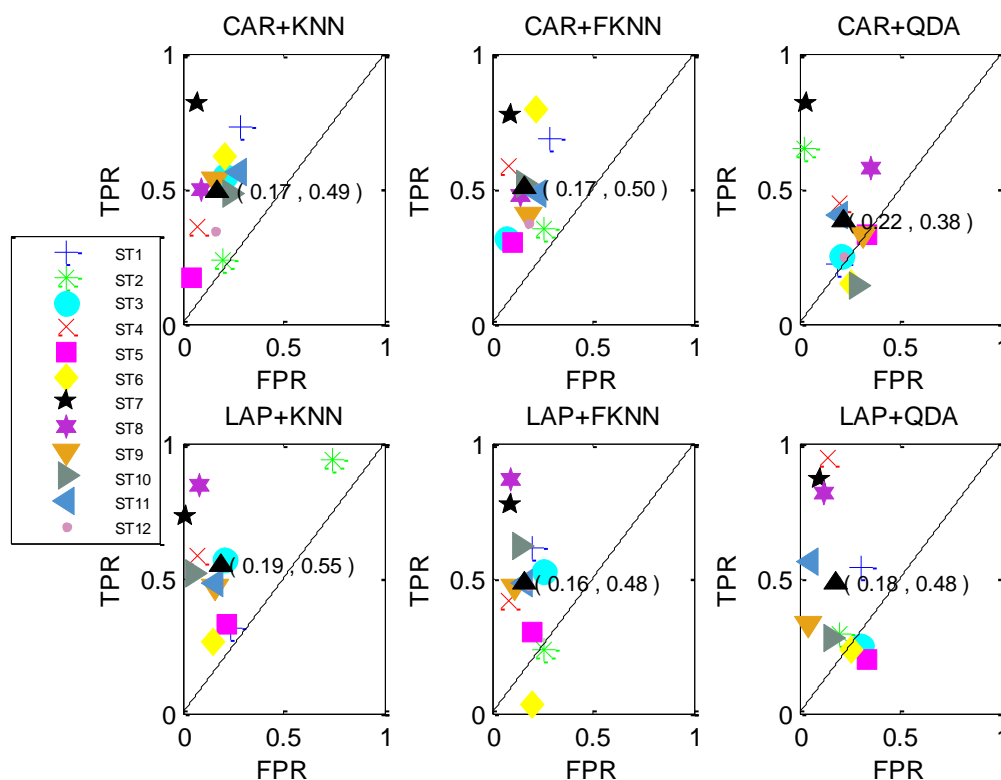 CAR+KNN
CAR+FKNN
CAR+QDA
1
0.5
0
TPR
( 0.17 , 0.49 )
0
0.5
1
FPR
1
0.5
0
TPR
( 0.17 , 0.50 )
0
0.5
1
FPR
1
0.5
0
TPR
( 0.22 , 0.38 )
0
0.5
1
FPR
ST1
ST2
ST3
ST4
ST5
ST6
ST7
ST8
ST9
ST10
ST11
ST12
LAP+KNN
LAP+FKNN
LAP+QDA
1
0.5
0
TPR
( 0.19 , 0.55 )
0
0.5
1
FPR
1
0.5
0
TPR
( 0.16 , 0.48 )
0
0.5
1
FPR
1
0.5
0
TPR
( 0.18 , 0.48 )
0
0.5
1
FPR